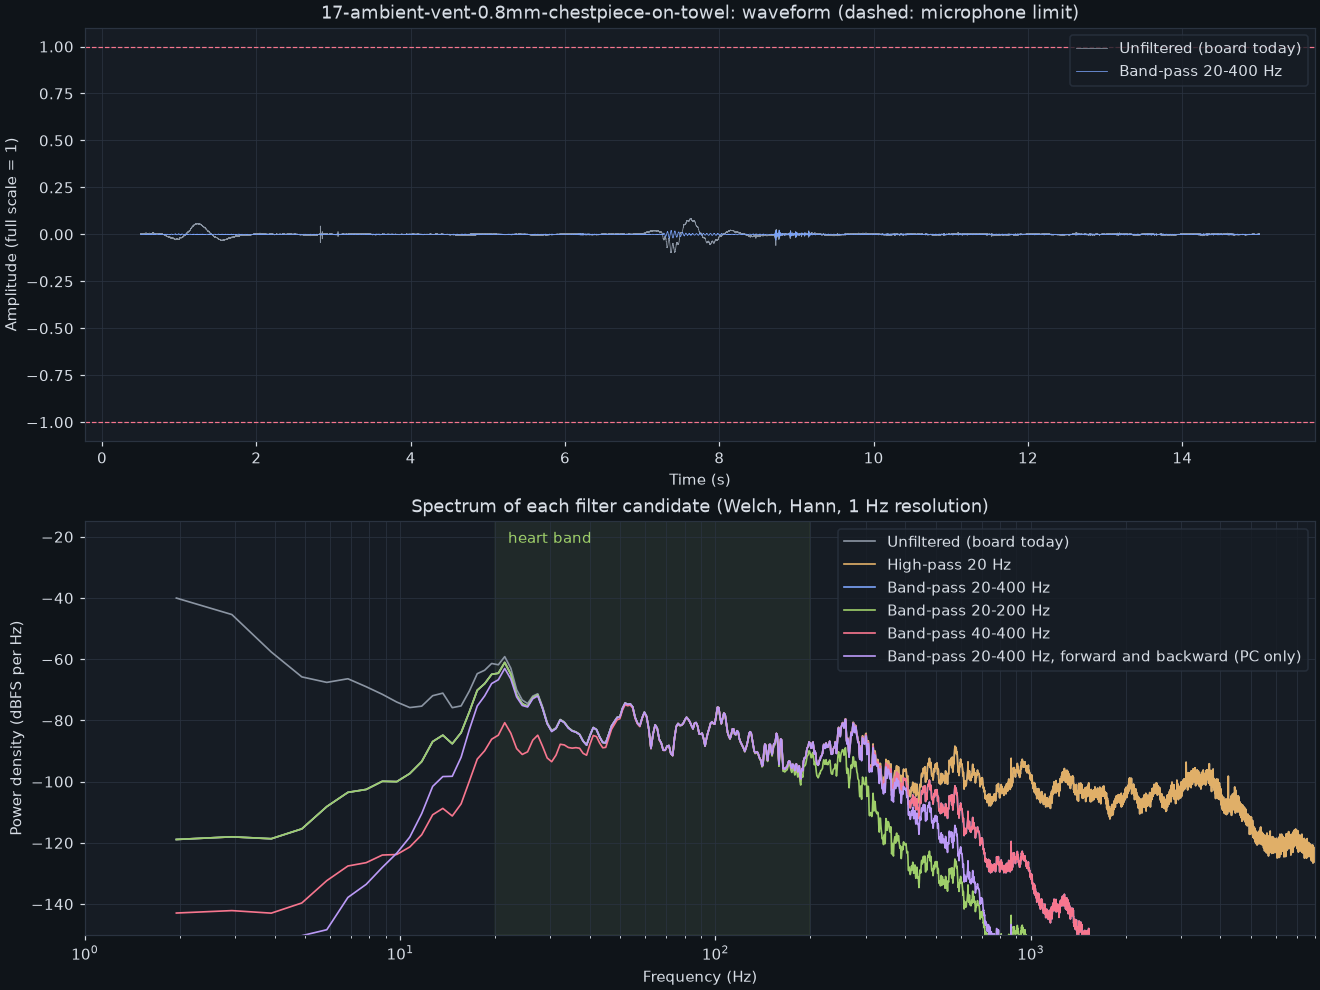 17-ambient-vent-0.8mm-chestpiece-on-towel: waveform (dashed: microphone limit)
Amplitude (full scale = 1)
1.00
0.75
0.50
0.25
0.00
−0.25
−0.50
−0.75
−1.00
Unfiltered (board today)
Band-pass 20-400 Hz
0 2 4 6 8 10 12 14
Time (s)
Spectrum of each filter candidate (Welch, Hann, 1 Hz resolution)
Power density (dBFS per Hz)
−20
−40
−60
−80
−100
−120
−140
heart band
Unfiltered (board today)
High-pass 20 Hz
Band-pass 20-400 Hz
Band-pass 20-200 Hz
Band-pass 40-400 Hz
Band-pass 20-400 Hz, forward and backward (PC only)
10⁰ 10¹ 10² 10³
Frequency (Hz)